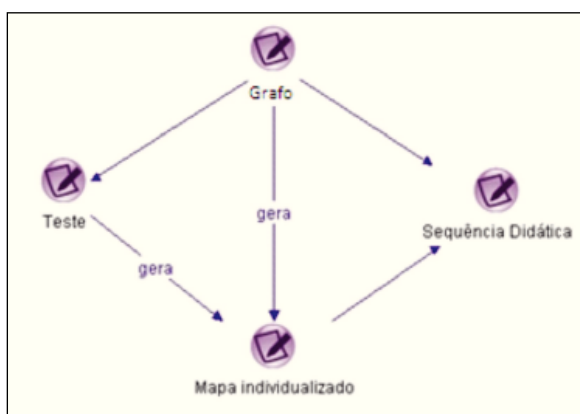 Grafo
Teste
gera
Sequência Didática
gera
Mapa individualizado